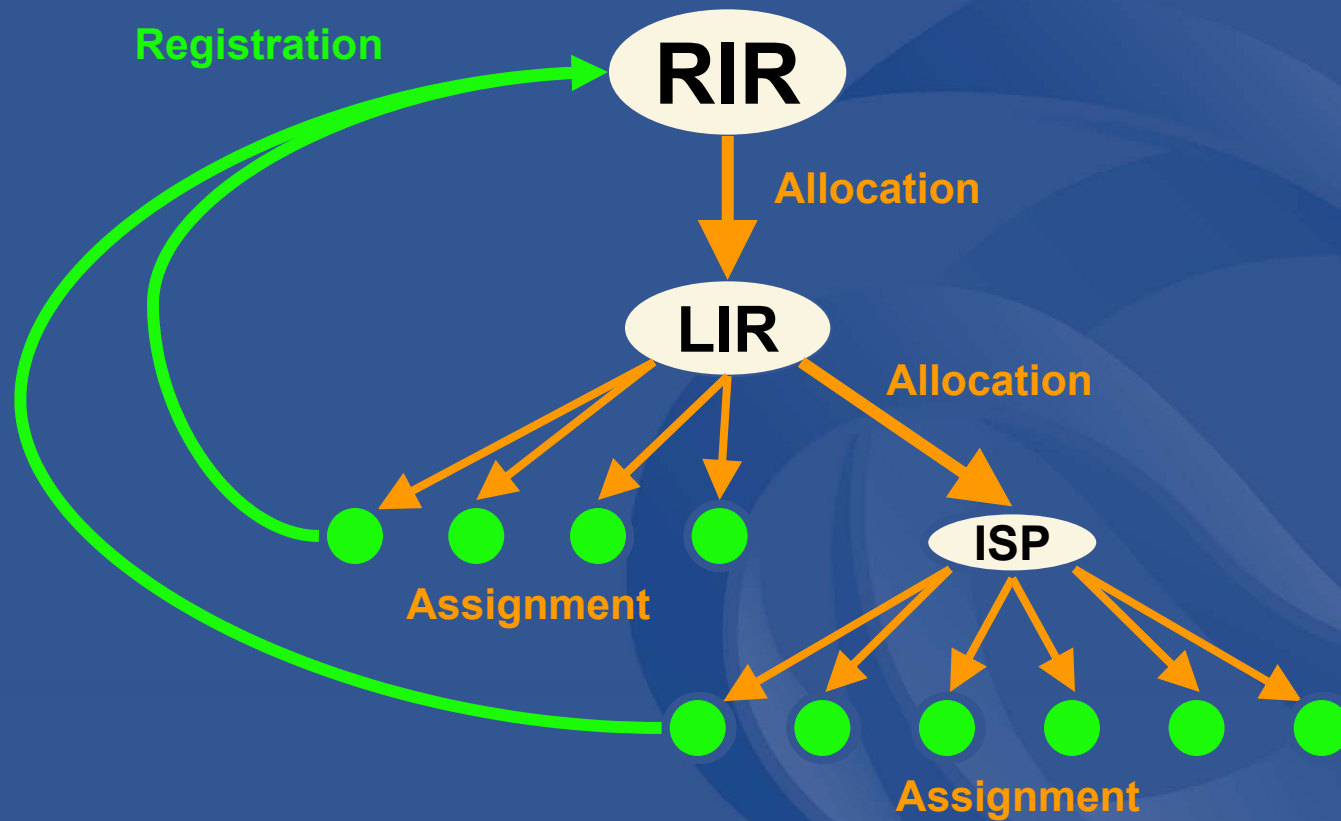 Registration
RIR
Allocation
LIR
Allocation
ISP
Assignment
Assignment